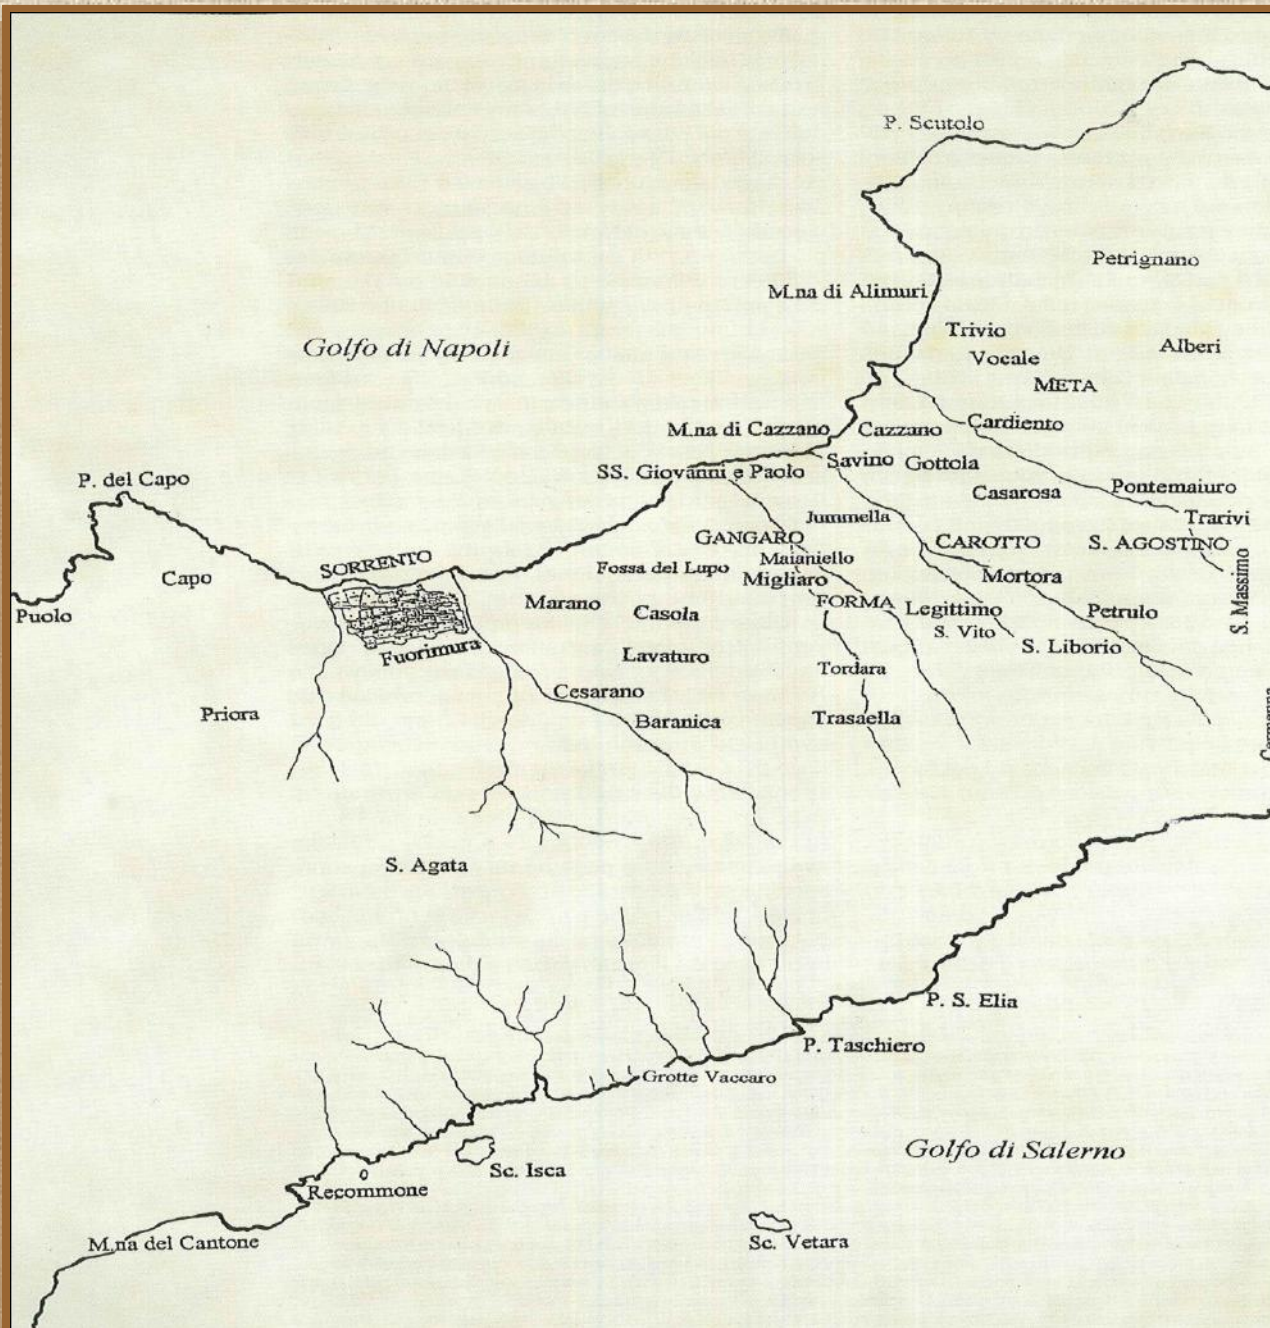 P. Scutolo
Petrignano
M.na di Alimuri
Trivio
Golfo di Napoli
Vocale
Alberi
META
Cardiento
M.na di Cazzano
Cazzano
Savino
Gottola
SS. Giovanni e Paolo
P. del Capo
Casarosa
Pontemaiuro
Jummella
Trarivi
GANGARO
CAROTTO
S. AGOSTINO
SORRENTO
Maianiello
Fossa del Lupo
Migliaro
Capo
Mortora
S. Massimo
Marano
Casola
FORMA
Legittimo
Petrulo
Puolo
S. Vito
Fuorimura
Lavaturo
S. Liborio
Tordara
Cesarano
Priora
Baranica
Trasaella
S. Agata
P. S. Elia
P. Taschiero
Grotte Vaccaro
Golfo di Salerno
Sc. Isca
Recommone
M.na del Cantone
Sc. Vetara